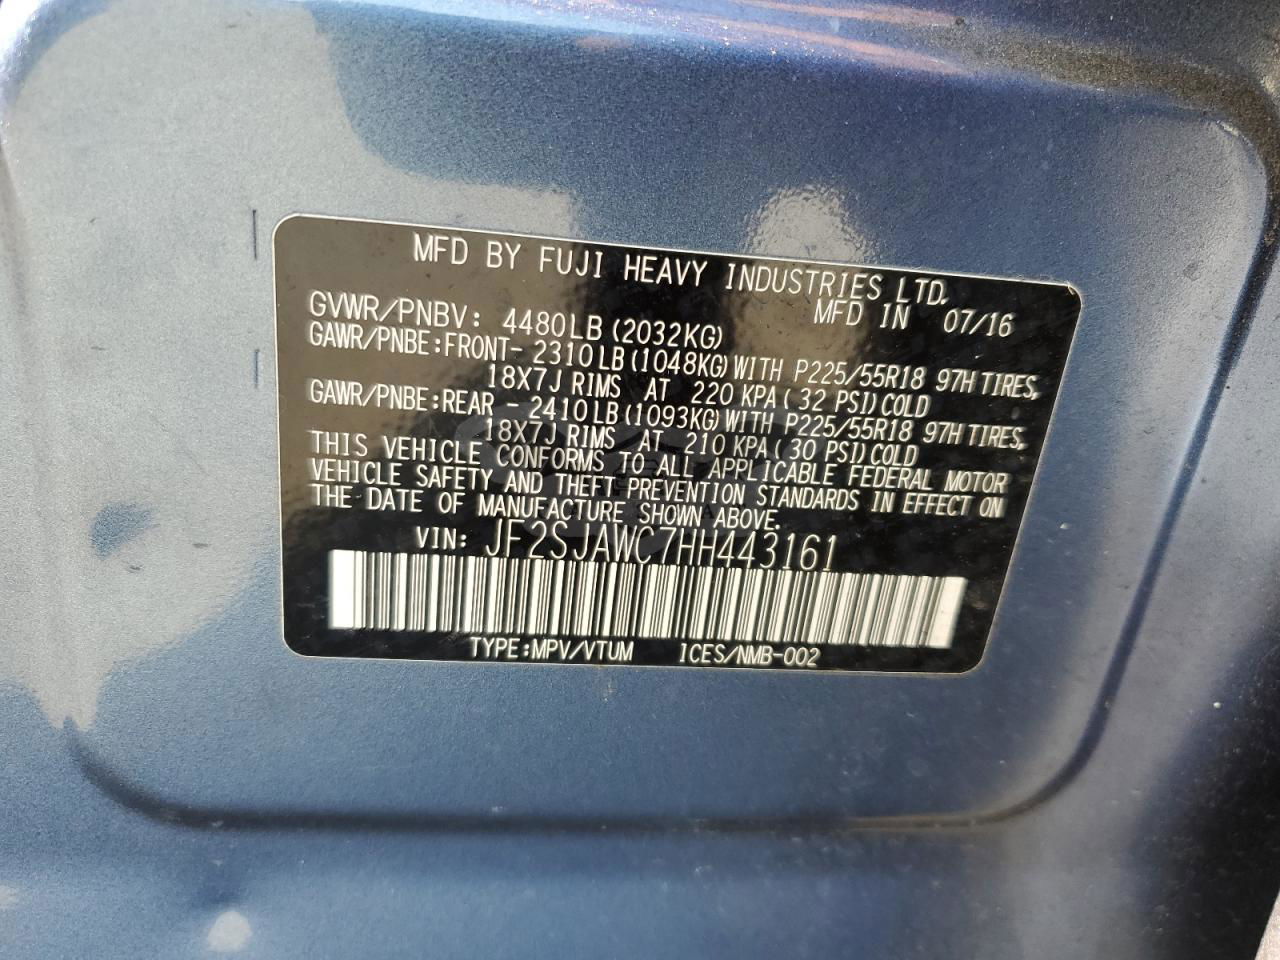 MFD BY FUJI HEAVY INDUSTRIES LTD.
MFD IN 07/16
GVWR/PNBV: 4480LB (2032KG)
GAWR/PNBE:FRONT- 2310LB (1048KG) WITH P225/55R18 97H TIRES,
18X7J RIMS AT 220 KPA (32 PSI) COLD
GAWR/PNBE:REAR - 2410LB (1093KG) WITH P225/55R18 97H TIRES,
18X7J RIMS AT 210 KPA (30 PSI) COLD
THIS VEHICLE CONFORMS TO ALL APPLICABLE FEDERAL MOTOR
VEHICLE SAFETY AND THEFT PREVENTION STANDARDS IN EFFECT ON
THE DATE OF MANUFACTURE SHOWN ABOVE.
VIN: JF2SJAWC7HH443161
TYPE:MPV/VTUM ICES/NMB-002